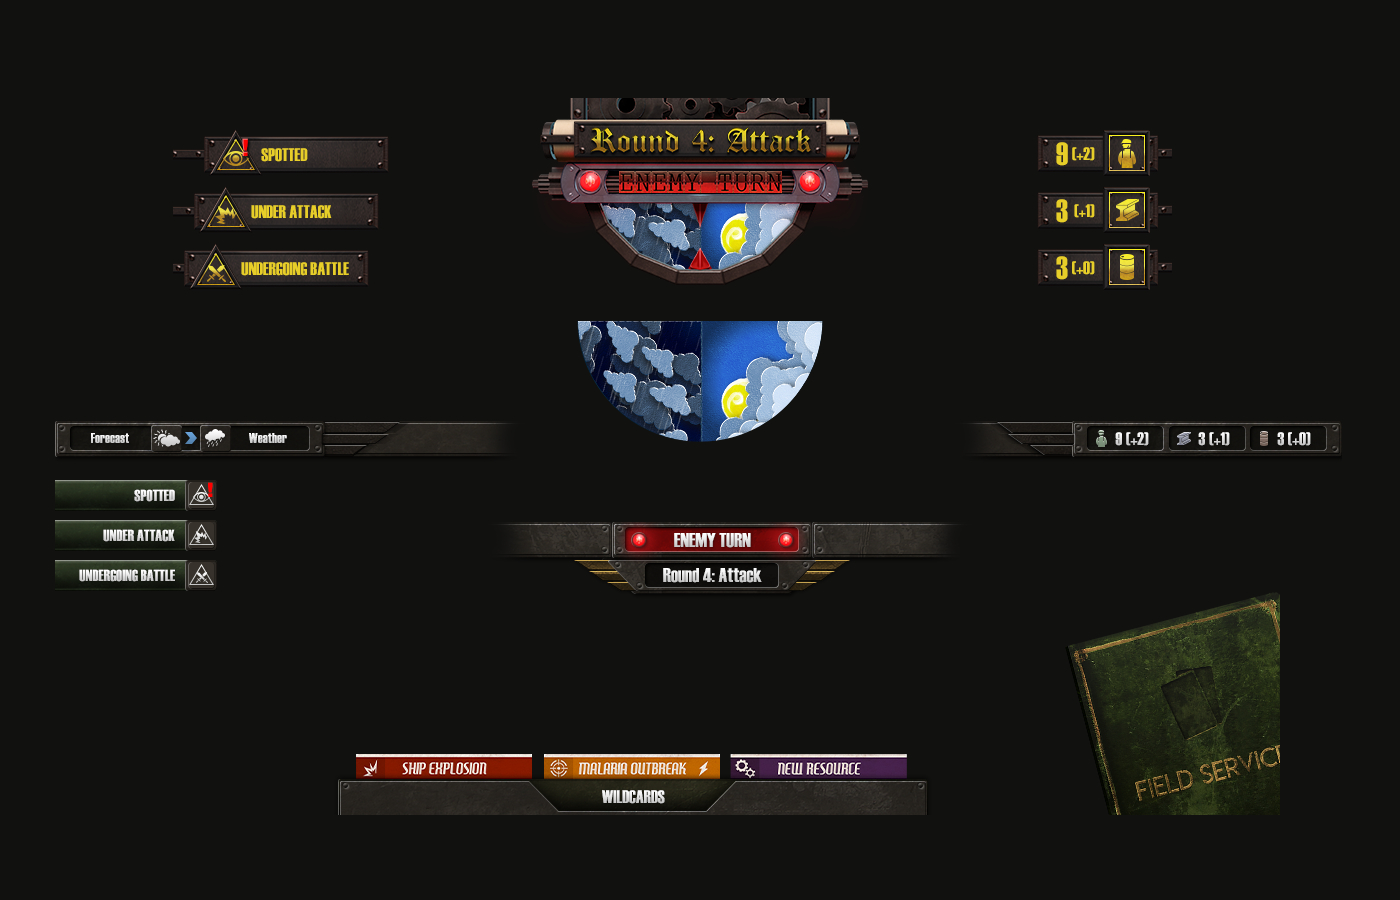 Round 4: Attack
ENEMY TURN
SPOTTED
UNDER ATTACK
UNDERGOING BATTLE
9 (+2)
3 (+1)
3 (+0)
Forecast
Weather
9 (+2)
3 (+1)
3 (+0)
SPOTTED
UNDER ATTACK
UNDERGOING BATTLE
ENEMY TURN
Round 4: Attack
FIELD SERVIC
SHIP EXPLOSION
MALARIA OUTBREAK
NEW RESOURCE
WILDCARDS